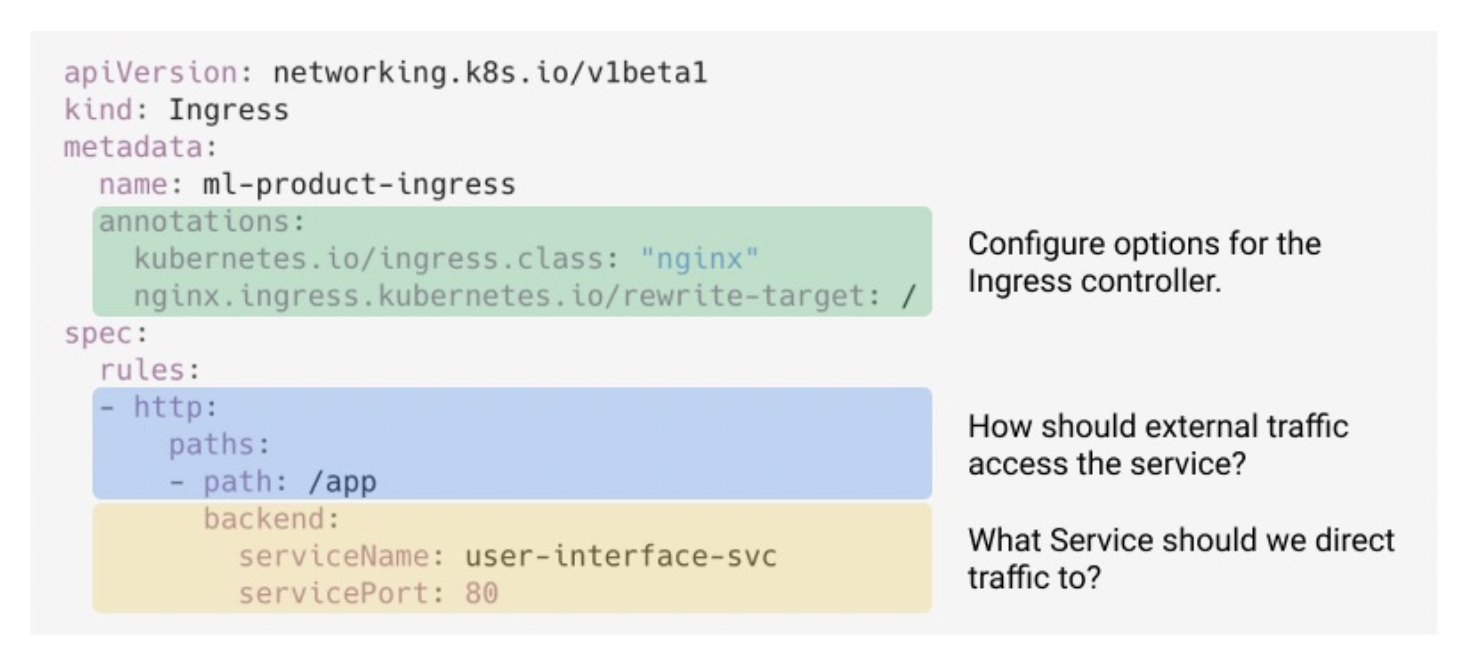 apiVersion: networking.k8s.io/v1beta1
kind: Ingress
metadata:
  name: ml-product-ingress
  annotations:
    kubernetes.io/ingress.class: "nginx"
    nginx.ingress.kubernetes.io/rewrite-target: /
Configure options for the
Ingress controller.
spec:
  rules:
  - http:
      paths:
      - path: /app
How should external traffic
access the service?
        backend:
          serviceName: user-interface-svc
          servicePort: 80
What Service should we direct
traffic to?